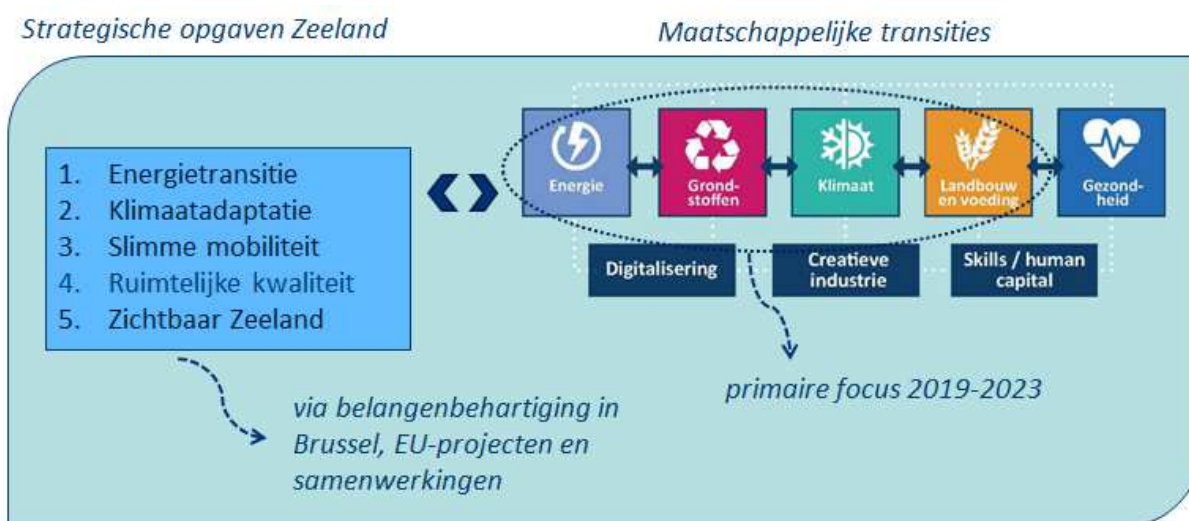 Strategische opgaven Zeeland
Maatschappelijke transities
1. Energietransitie
2. Klimaatadaptatie
3. Slimme mobiliteit
4. Ruimtelijke kwaliteit
5. Zichtbaar Zeeland
Energie
Grond-
stoffen
Klimaat
Landbouw
en voeding
Gezond-
heid
Digitalisering
Creatieve
industrie
Skills / human
capital
primaire focus 2019-2023
via belangenbehartiging in
Brussel, EU-projecten en
samenwerkingen